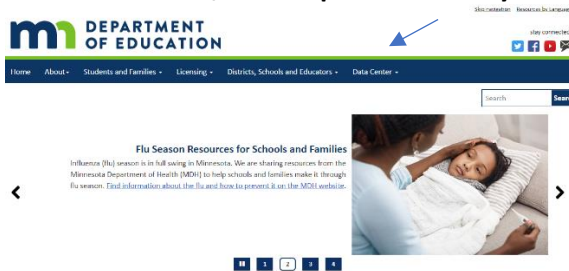 Skip navigation Resources by Language
mn DEPARTMENT
OF EDUCATION
stay connected
Home About Students and Families Licensing Districts, Schools and Educators Data Center
Search Sear
Flu Season Resources for Schools and Families
Influenza (flu) season is in full swing in Minnesota. We are sharing resources from the
Minnesota Department of Health (MDH) to help schools and families make it through
flu season. Find information about the flu and how to prevent it on the MDH website.
1 2 3 4